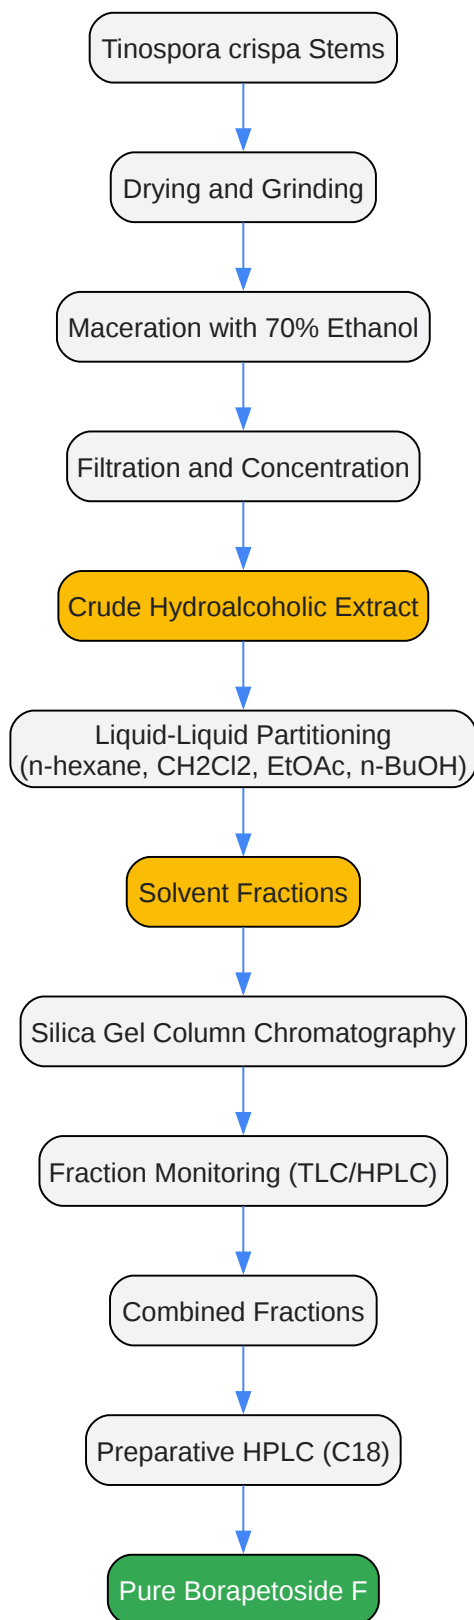 Tinospora crispa Stems
Drying and Grinding
Maceration with 70% Ethanol
Filtration and Concentration
Crude Hydroalcoholic Extract
Liquid-Liquid Partitioning
(n-hexane, CH2Cl2, EtOAc, n-BuOH)
Solvent Fractions
Silica Gel Column Chromatography
Fraction Monitoring (TLC/HPLC)
Combined Fractions
Preparative HPLC (C18)
Pure Borapetoside F